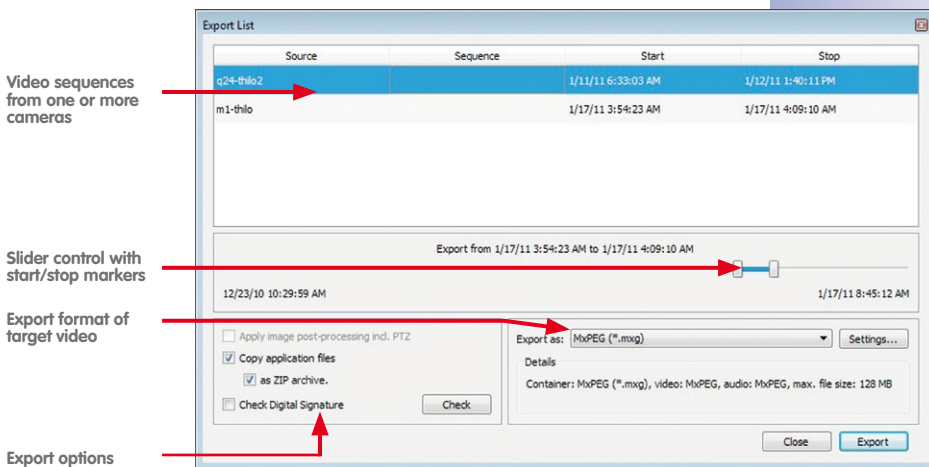 Export List
Source Sequence Start Stop
Video sequences
from one or more
cameras
q24-thilo2 1/11/11 6:33:03 AM 1/12/11 1:40:11 PM
m1-thilo 1/17/11 3:54:23 AM 1/17/11 4:09:10 AM
Slider control with
start/stop markers
Export from 1/17/11 3:54:23 AM to 1/17/11 4:09:10 AM
12/23/10 10:29:59 AM 1/17/11 8:45:12 AM
Export format of
target video
Apply image post-processing incl. PTZ
Copy application files
as ZIP archive.
Check Digital Signature Check
Export as: MxPEG (*.mxg) Settings...
Details
Container: MxPEG (*.mxg), video: MxPEG, audio: MxPEG, max. file size: 128 MB
Export options
Close Export